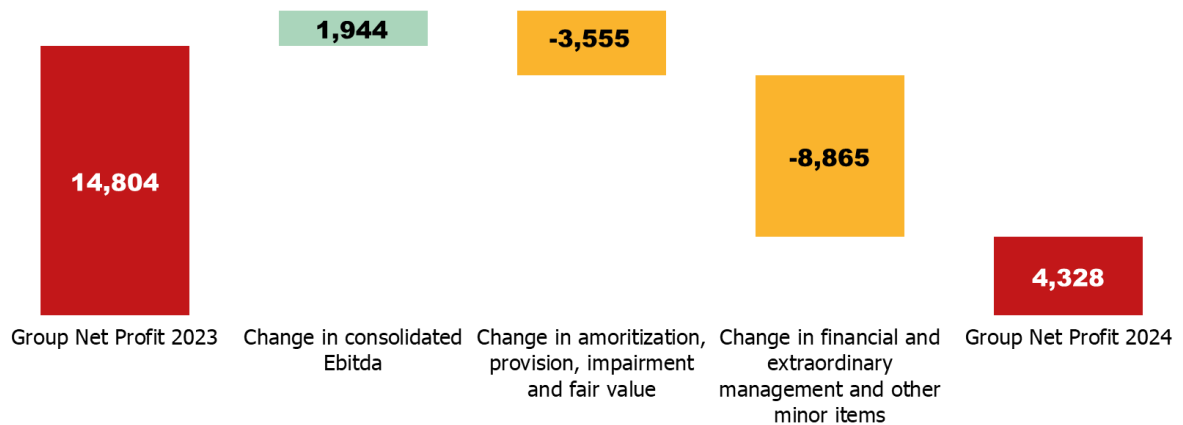 1,944
-3,555
-8,865
14,804
4,328
Group Net Profit 2023
Change in consolidated
Ebitda
Change in amoritization,
provision, impairment
and fair value
Change in financial and
extraordinary
management and other
minor items
Group Net Profit 2024